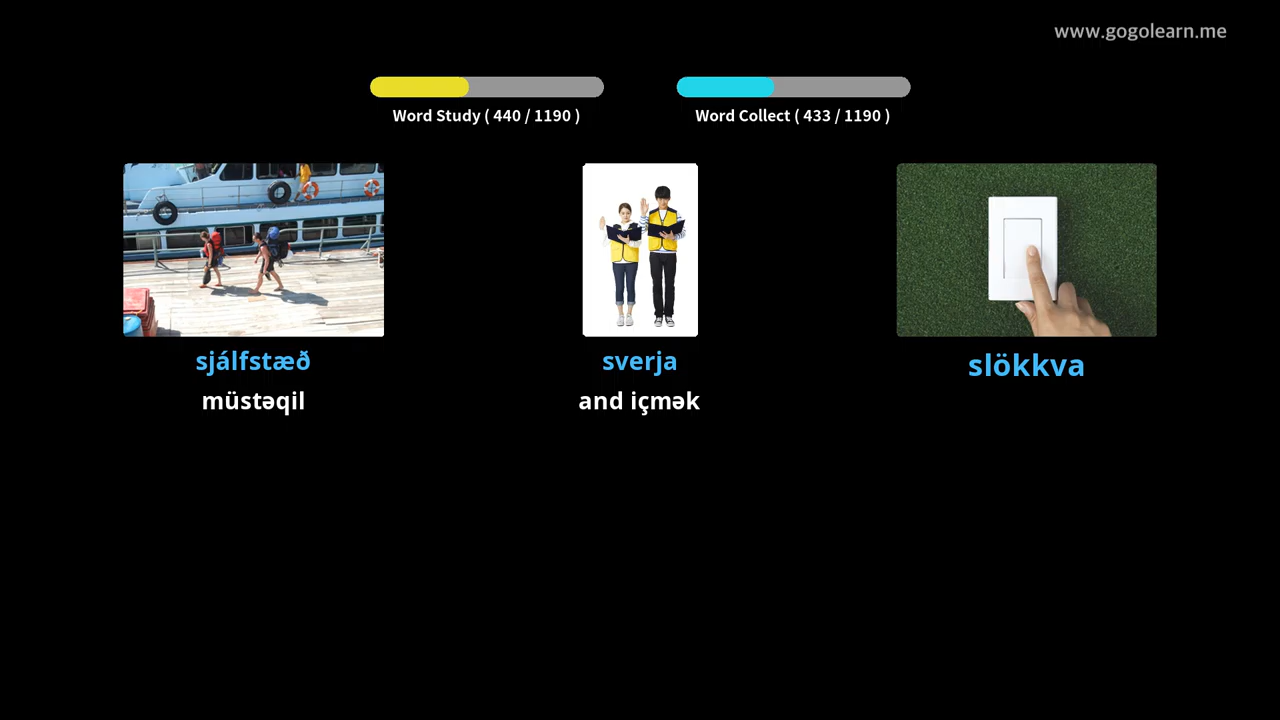 www.gogolearn.me
Word Study ( 440 / 1190 )
Word Collect ( 433 / 1190 )
sjálfstæð
müstəqil
sverja
and içmək
slökkva